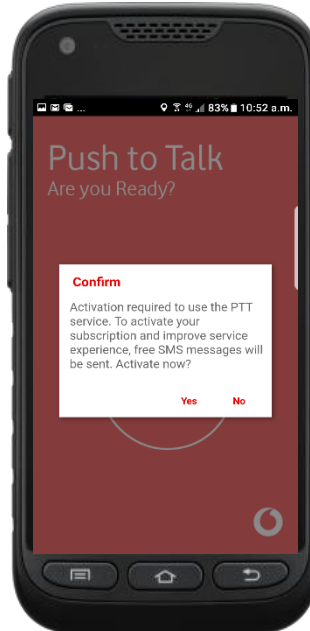 ... 4G 83% 10:52 a.m.
Push to Talk
Are you Ready?
Confirm
Activation required to use the PTT
service. To activate your
subscription and improve service
experience, free SMS messages will
be sent. Activate now?
Yes No